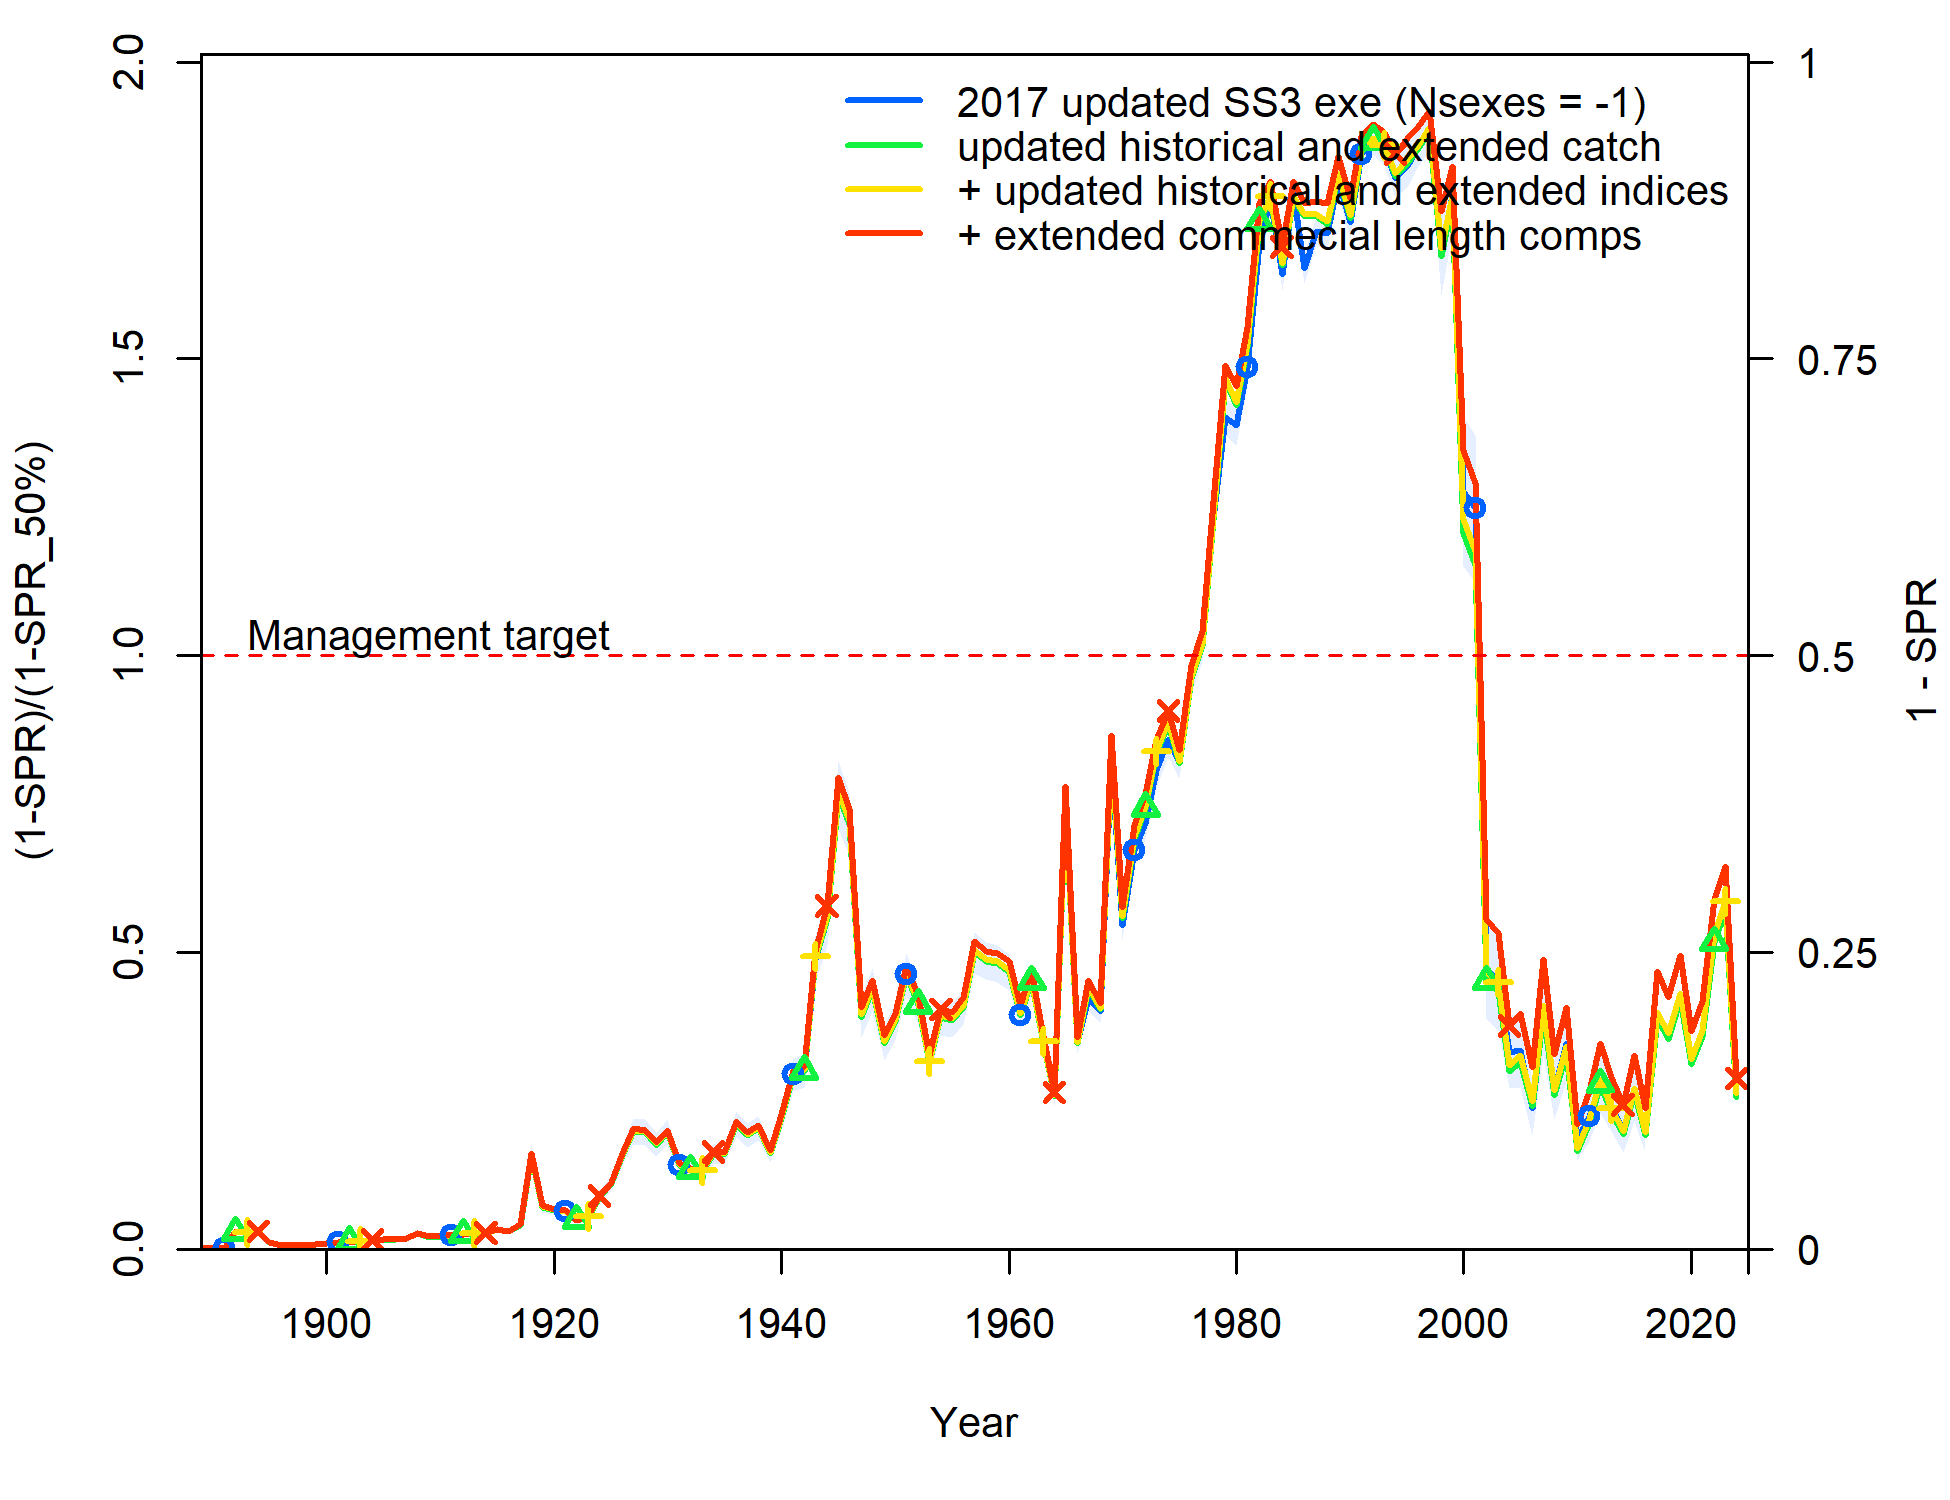 2017 updated SS3 exe (Nsexes = -1)
updated historical and extended catch
+ updated historical and extended indices
+ extended commecial length comps
Management target
(1-SPR)/(1-SPR_50%)
0.0
0.5
1.0
1.5
2.0
1 - SPR
0
0.25
0.5
0.75
1
1900
1920
1940
1960
1980
2000
2020
Year